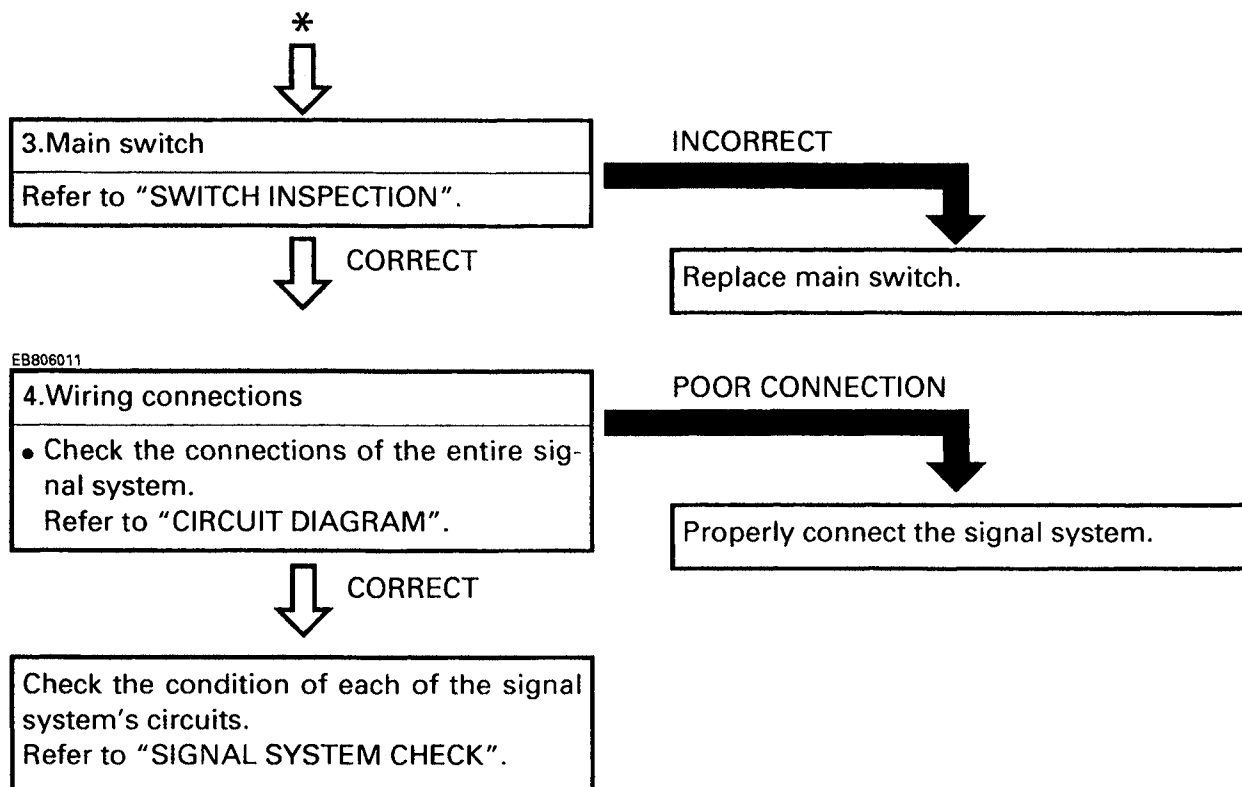 *
3.Main switch
Refer to "SWITCH INSPECTION".
INCORRECT
CORRECT
Replace main switch.
EB806011
4.Wiring connections
• Check the connections of the entire sig-
nal system.
Refer to "CIRCUIT DIAGRAM".
POOR CONNECTION
Properly connect the signal system.
CORRECT
Check the condition of each of the signal
system's circuits.
Refer to "SIGNAL SYSTEM CHECK".